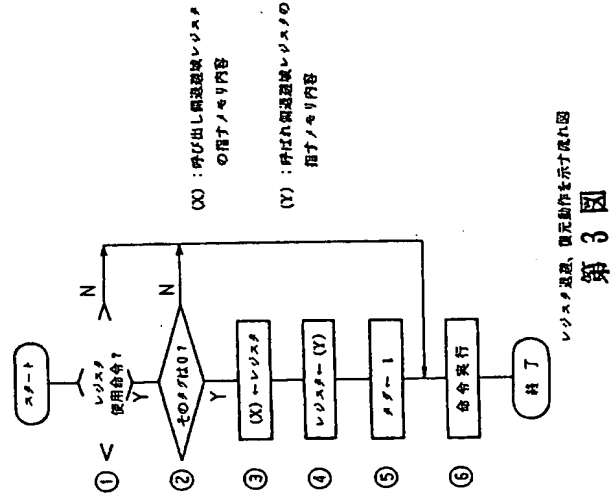 スタート
① レジスタ
使用命令?
N
Y
② そのタグは0?
N
Y
③ (X)←レジスタ
④ レジスタ←(Y)
⑤ タグ←1
⑥ 命令実行
終了
(X):呼び出し側退避域レジスタ
の指すメモリ内容
(Y):呼ばれ側退避域レジスタの
指すメモリ内容
レジスタ退避、復元動作を示す流れ図
第3図